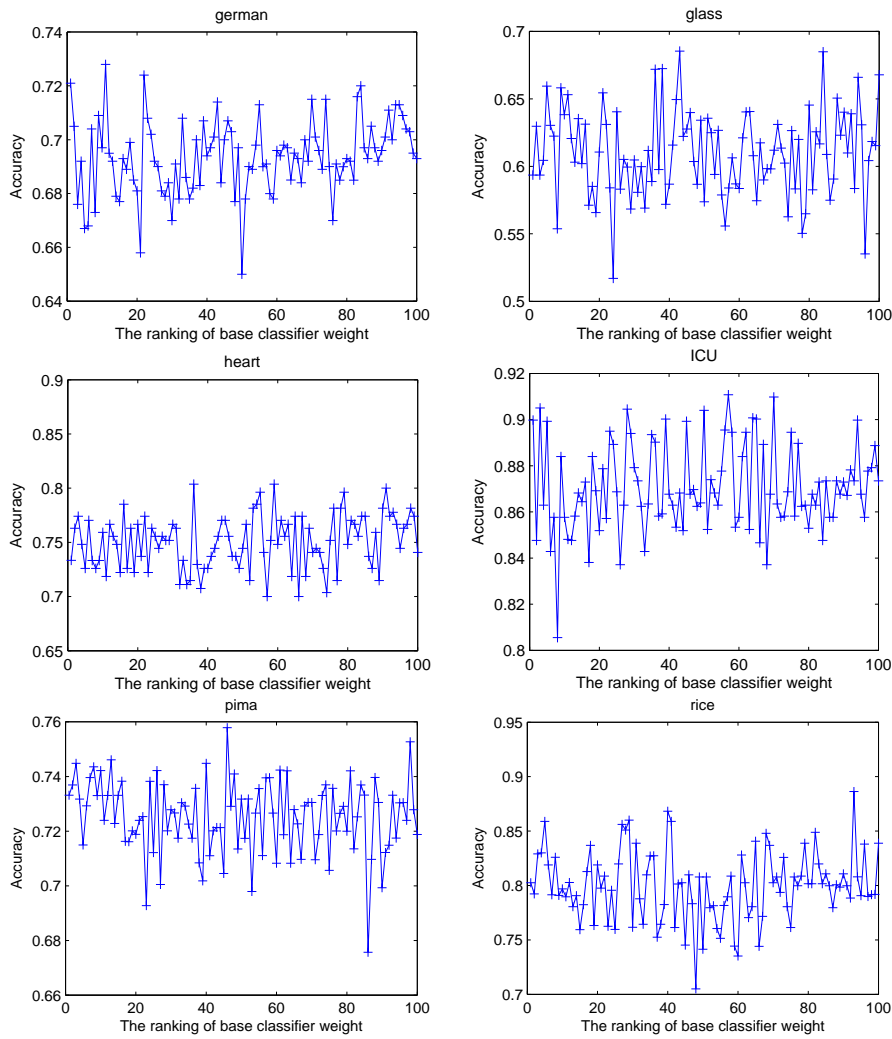 german
0.74
0.72
0.7
0.68
0.66
0.64
Accuracy
0 20 40 60 80 100
The ranking of base classifier weight
glass
0.7
0.65
0.6
0.55
0.5
Accuracy
0 20 40 60 80 100
The ranking of base classifier weight
heart
0.9
0.85
0.8
0.75
0.7
0.65
Accuracy
0 20 40 60 80 100
The ranking of base classifier weight
ICU
0.92
0.9
0.88
0.86
0.84
0.82
0.8
Accuracy
0 20 40 60 80 100
The ranking of base classifier weight
pima
0.76
0.74
0.72
0.7
0.68
0.66
Accuracy
0 20 40 60 80 100
The ranking of base classifier weight
rice
0.95
0.9
0.85
0.8
0.75
0.7
Accuracy
0 20 40 60 80 100
The ranking of base classifier weight